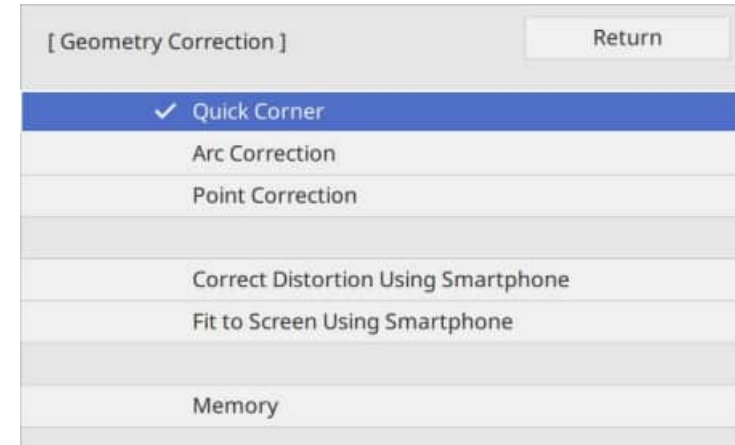 [ Geometry Correction ]
Return
✓ Quick Corner
Arc Correction
Point Correction
Correct Distortion Using Smartphone
Fit to Screen Using Smartphone
Memory